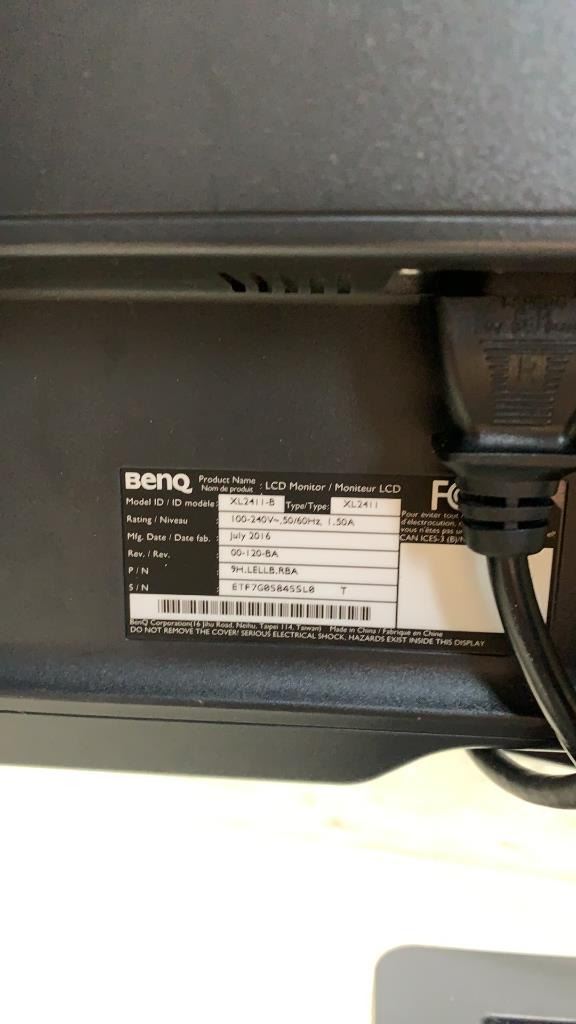 BenQ
Product Name : LCD Monitor / Moniteur LCD
Nom de produit
Model ID / ID modèle: XL2411-B Type/Type: XL2411
Rating / Niveau : 100-240V~,50/60Hz, 1.50A
Mfg. Date / Date fab. : July 2016
Rev. / Rev. : 00-120-BA
P / N : 9H.LELLB.RBA
S / N : ETF7G05845SL0 T
Pour éviter tout
d'électrocution,
vous n'êtes pas
CAN ICES-3 (B)/
BenQ Corporation(16 Jihu Road, Neihu, Taipei 114, Taiwan) Made in China / Fabriqué en Chine
DO NOT REMOVE THE COVER! SERIOUS ELECTRICAL SHOCK, HAZARDS EXIST INSIDE THIS DISPLAY